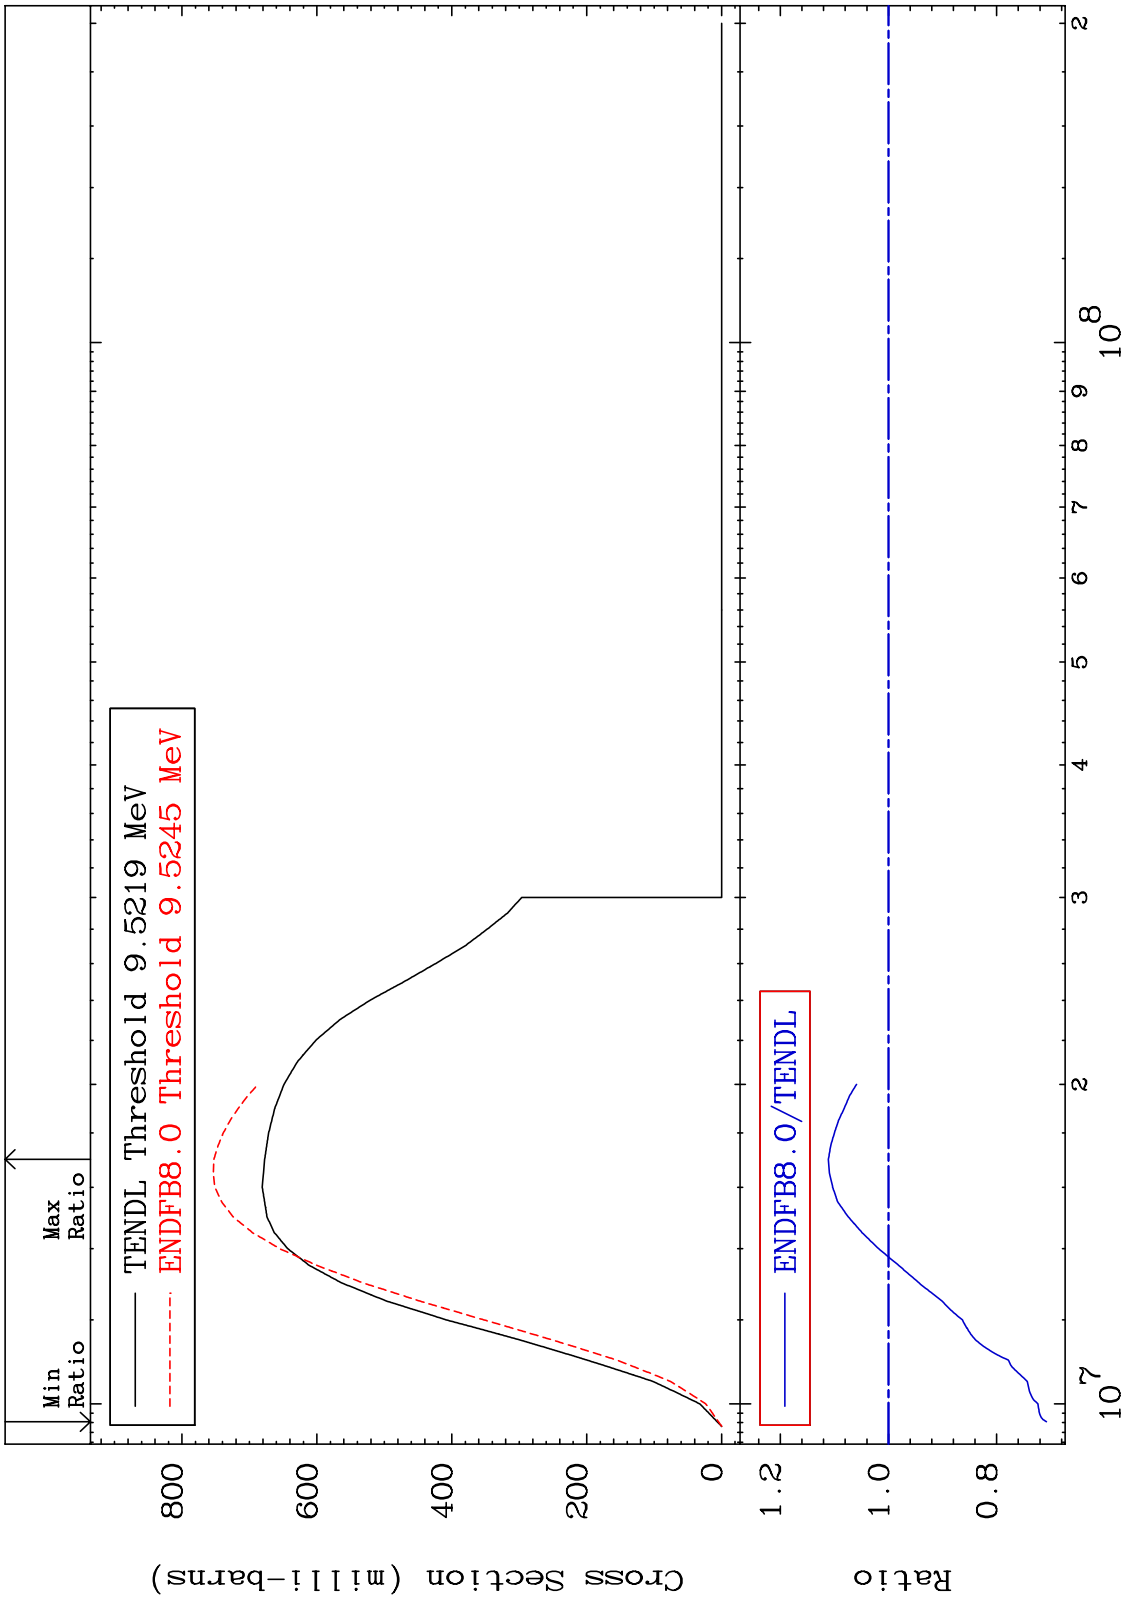 Min
Ratio
Max
Ratio
TENDL Threshold 9.5219 MeV
ENDFB8.0 Threshold 9.5245 MeV
Cross Section (milli-barns)
800
600
400
200
0
ENDFB8.0/TENDL
Ratio
1.2
1.0
0.8
10^7
2
3
4
5
6
7
8
9
10^8
2